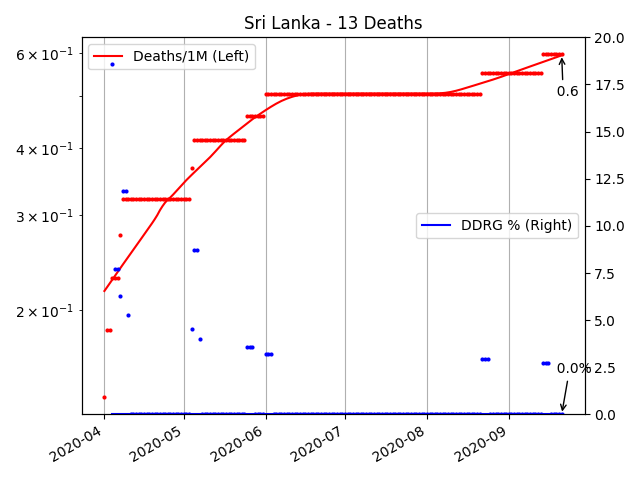 Sri Lanka - 13 Deaths
Deaths/1M (Left)
DDRG % (Right)
6 × 10⁻¹
4 × 10⁻¹
3 × 10⁻¹
2 × 10⁻¹
20.0
17.5
15.0
12.5
10.0
7.5
5.0
2.5
0.0
0.6
0.0%
2020-04
2020-05
2020-06
2020-07
2020-08
2020-09